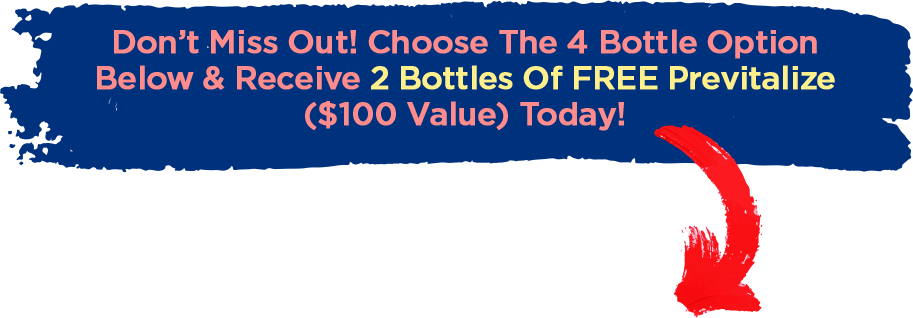 Don’t Miss Out! Choose The 4 Bottle Option
Below & Receive 2 Bottles Of FREE Previtalize
($100 Value) Today!